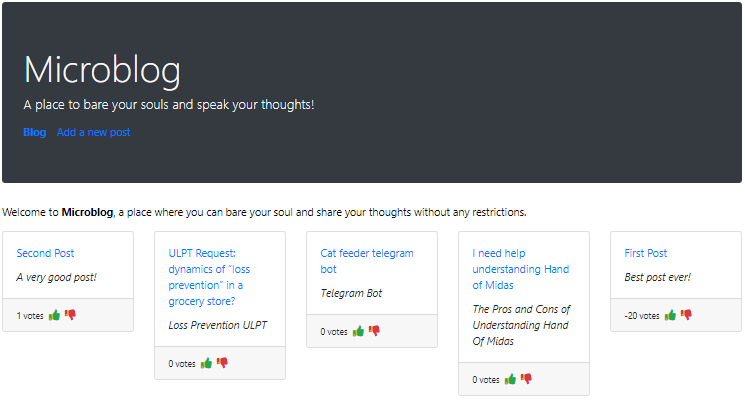 Microblog
A place to bare your souls and speak your thoughts!
Blog Add a new post
Welcome to Microblog, a place where you can bare your soul and share your thoughts without any restrictions.
Second Post
A very good post!
1 votes
ULPT Request:
dynamics of “loss
prevention” in a
grocery store?
Loss Prevention ULPT
0 votes
Cat feeder telegram
bot
Telegram Bot
0 votes
I need help
understanding Hand
of Midas
The Pros and Cons of
Understanding Hand
Of Midas
0 votes
First Post
Best post ever!
-20 votes